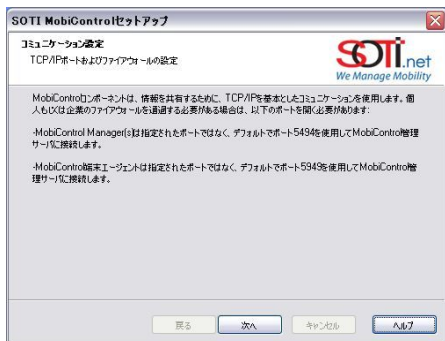 SOTI MobiControlセットアップ
コミュニケーション設定
TCP/IPポートおよびファイアウォールの設定
SOTI.net
We Manage Mobility
MobiControlコンポーネントは、情報を共有するために、TCP/IPを基本としたコミュニケーションを使用します。個
人もしくは企業のファイアウォールを通過する必要がある場合は、以下のポートを開く必要があります:
-MobiControl Manager(s)は指定されたポートではなく、デフォルトでポート5494を使用してMobiControl管
理サーバに接続します。
-MobiControl端末エージェントは指定されたポートではなく、デフォルトでポート5949を使用してMobiControl管
理サーバに接続します。
戻る
次へ
キャンセル
ヘルプ